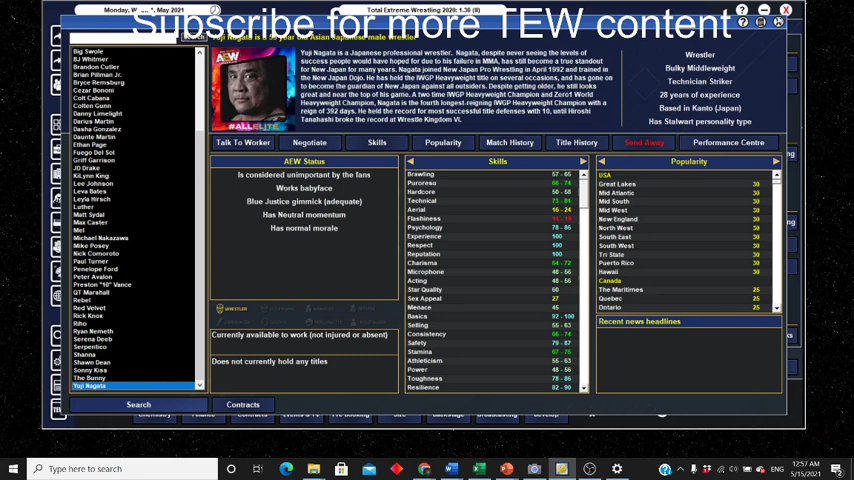 Monday, W
May 2021
Total Extreme Wrestling 2020: 1.38 (8)
Subscribe for more TEW content
Search
Big Swole
BJ Whitmer
Brandon Cutler
Brian Pillman Jr.
Bryce Remsburg
Cezar Bononi
Colt Cabana
Colten Gunn
Danny Limelight
Darius Martin
Dasha Gonzalez
Daunte Martin
Ethan Page
Fuego Del Sol
Griff Garrison
JD Drake
KiLynn King
Lee Johnson
Leva Bates
Leyla Hirsch
Luther
Matt Sydal
Max Caster
Mel
Michael Nakazawa
Mike Posey
Nick Comoroto
Paul Turner
Penelope Ford
Peter Avalon
Preston "10" Vance
QT Marshall
Rebel
Red Velvet
Rick Knox
Riho
Ryan Nemeth
Serena Deeb
Serpentico
Shanna
Shawn Dean
Sonny Kiss
The Bunny
Yuji Nagata
Yuji Nagata is a 53 year old Asian Japanese male wrestler
AEW
#ALLELITE
Yuji Nagata is a Japanese professional wrestler. Nagata, despite never seeing the levels of
success people would have hoped for due to his failure in MMA, has still become a true standout
for New Japan for many years. Nagata joined New Japan Pro Wrestling in April 1992 and trained in
the New Japan Dojo. He has held the IWGP Heavyweight title on several occasions, and has gone on
to become the guardian of New Japan against all outsiders. Despite getting older, he still looks
great and near the top of his game. A two time IWGP Heavyweight Champion and Zero1 World
Heavyweight Champion, Nagata is the fourth longest-reigning IWGP Heavyweight Champion with a
reign of 392 days. He held the record for most successful title defenses with 10, until Hiroshi
Tanahashi broke the record at Wrestle Kingdom VI.
Wrestler
Bulky Middleweight
Technician Striker
28 years of experience
Based in Kanto (Japan)
Has Stalwart personality type
Talk To Worker
Negotiate
Skills
Popularity
Match History
Title History
Send Away
Performance Centre
AEW Status
Is considered unimportant by the fans
Works babyface
Blue Justice gimmick (adequate)
Has Neutral momentum
Has normal morale
WRESTLER
Currently available to work (not injured or absent)
Does not currently hold any titles
Skills
Brawling 57 - 65
Puroresu 66 - 74
Hardcore 50 - 58
Technical 73 - 81
Aerial 16 - 24
Flashiness
Psychology 78 - 86
Experience 100
Respect 100
Reputation 100
Charisma 64 - 72
Microphone 48 - 56
Acting 48 - 56
Star Quality 60
Sex Appeal 27
Menace 45
Basics 92 - 100
Selling 55 - 63
Consistency 66 - 74
Safety 79 - 87
Stamina 67 - 75
Athleticism 55 - 63
Power 48 - 56
Toughness 78 - 86
Resilience 82 - 90
Popularity
USA
Great Lakes 30
Mid Atlantic 30
Mid South 30
Mid West 30
New England 30
North West 30
South East 30
South West 30
Tri State 30
Puerto Rico 30
Hawaii 30
Canada
The Maritimes 25
Quebec 25
Ontario 25
Recent news headlines
Search
Contracts
Type here to search
12:57 AM
5/15/2021